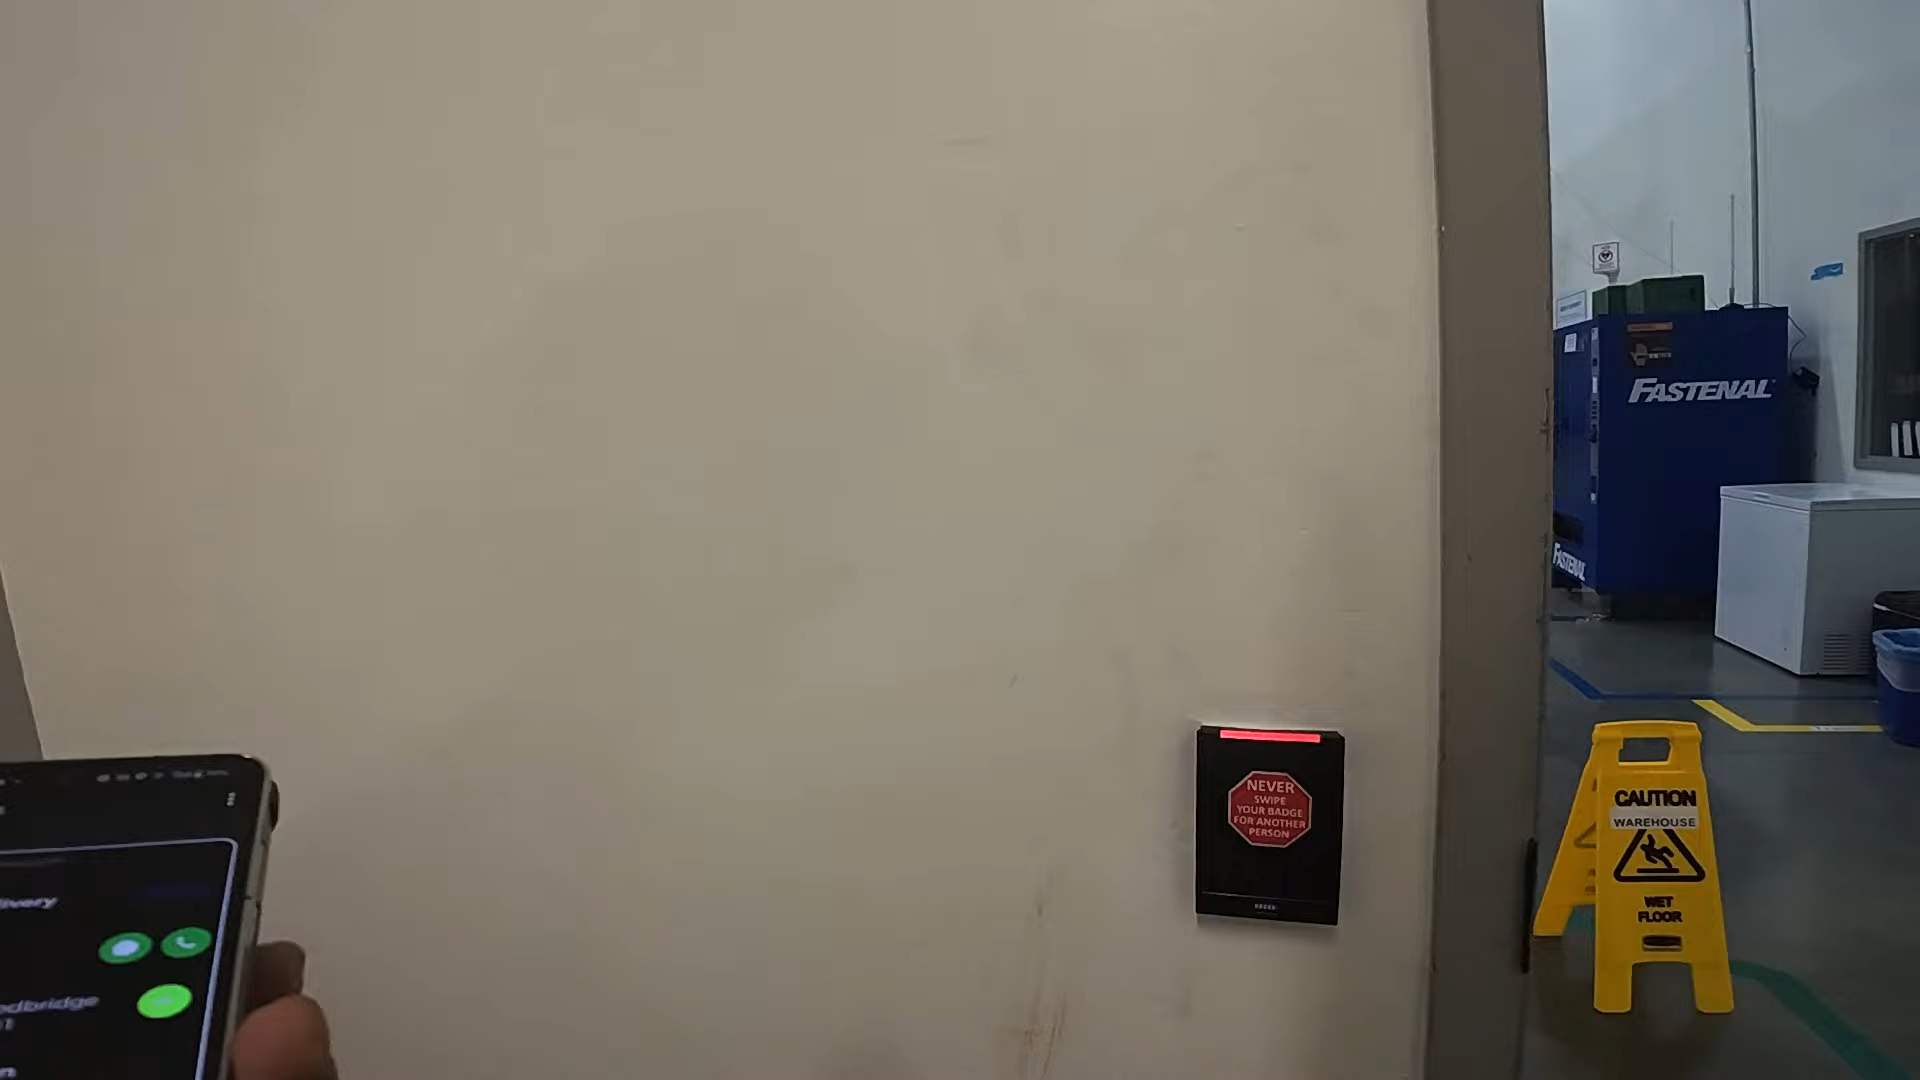 FASTENAL
FASTENAL
NEVER
SWIPE
YOUR BADGE
FOR ANOTHER
PERSON
CAUTION
WAREHOUSE
WET
FLOOR